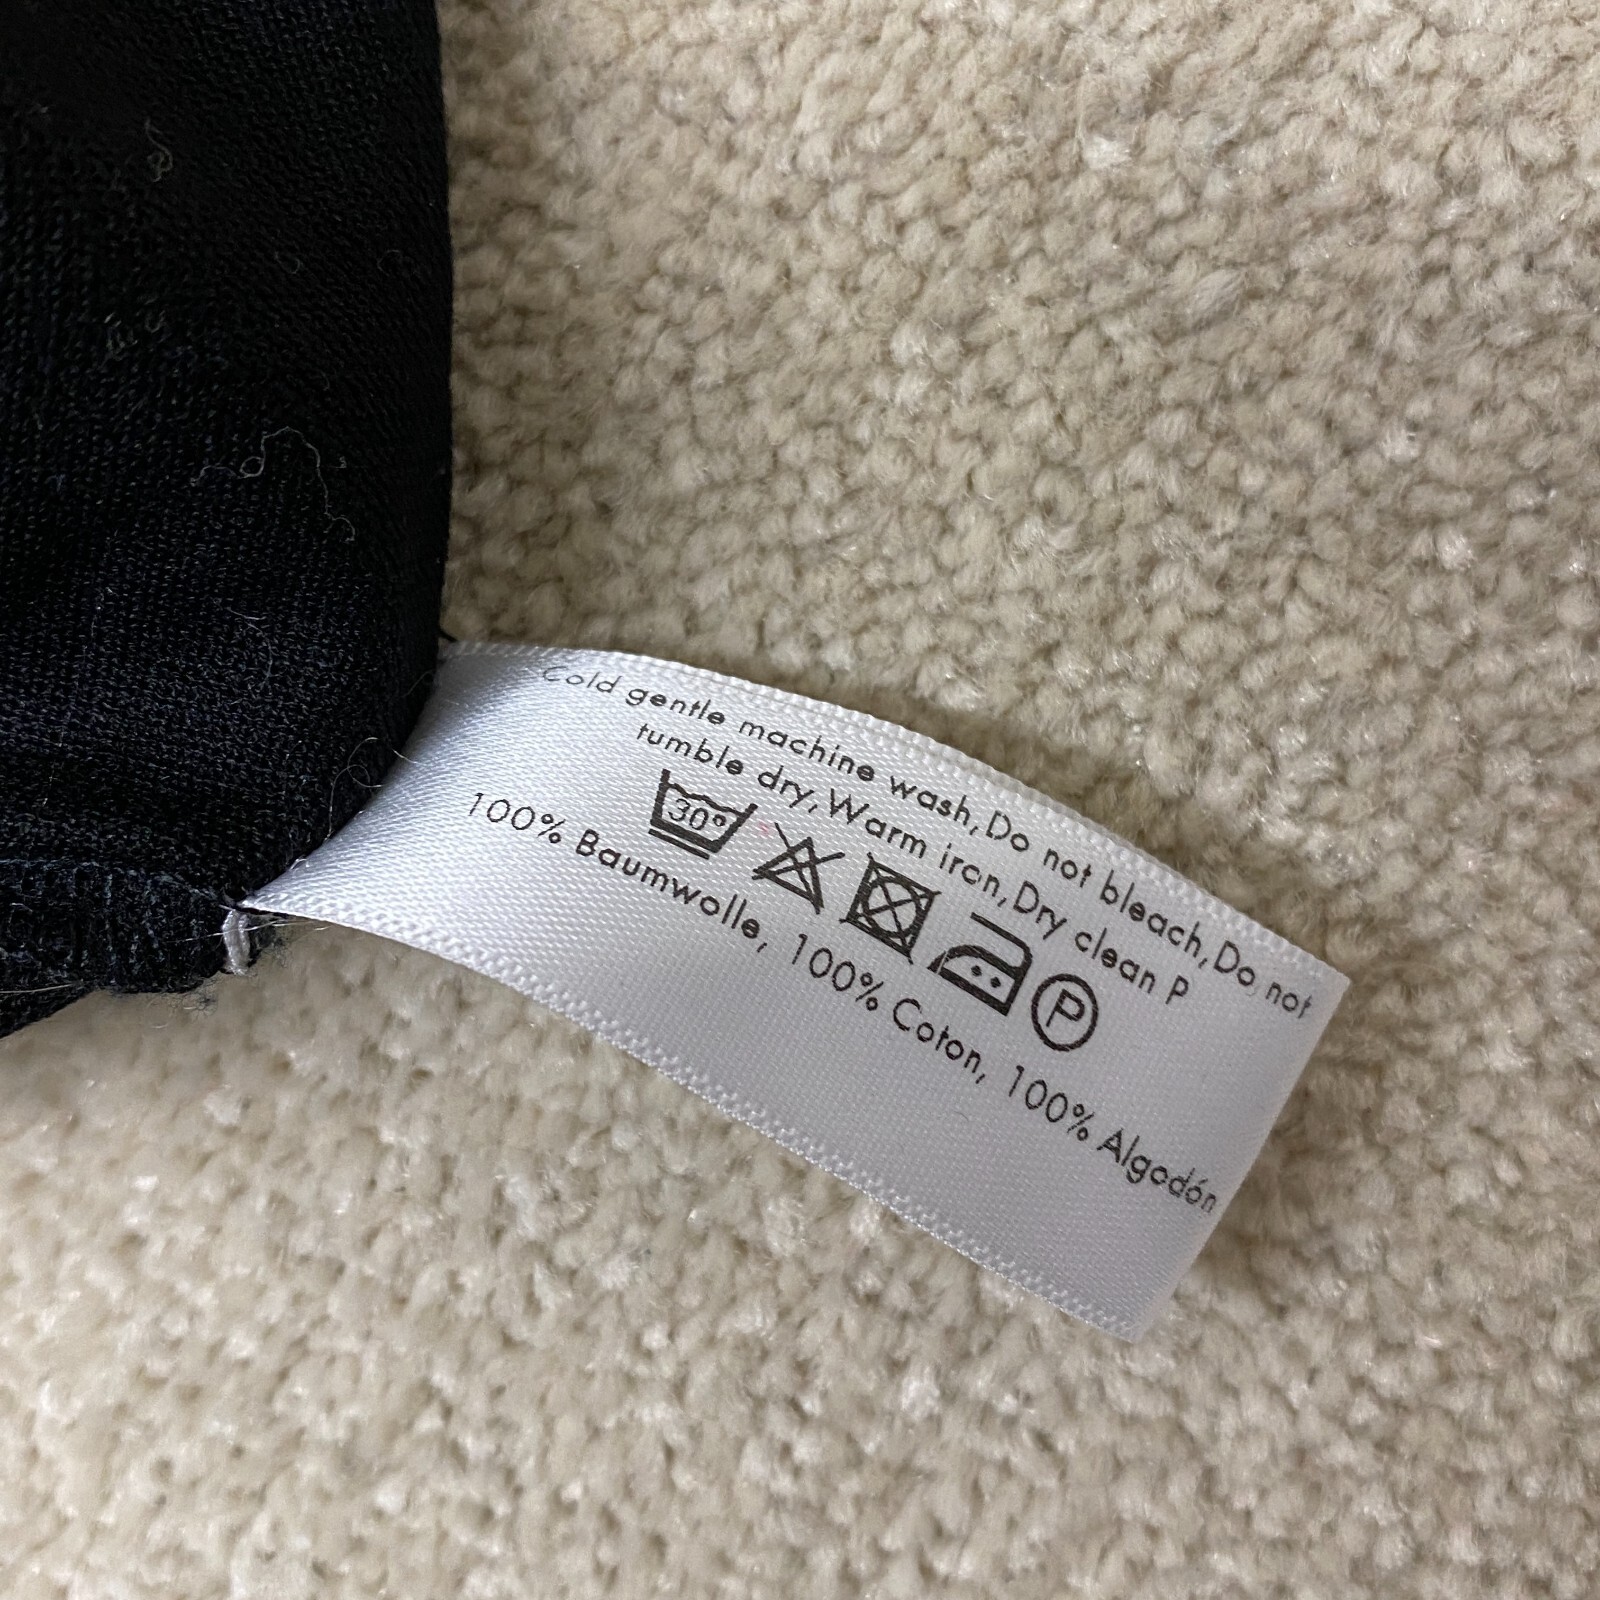 Cold gentle machine wash,Do not bleach,Do not
tumble dry,Warm iron,Dry clean P
30° P
100% Baumwolle, 100% Coton, 100% Algodón